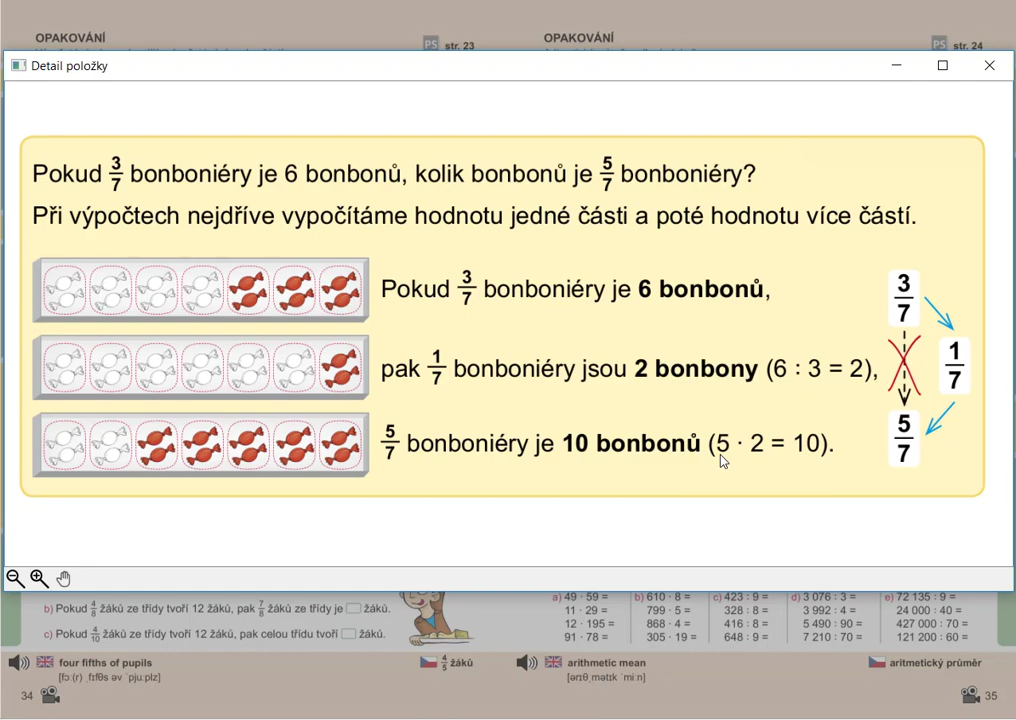 OPAKOVÁNÍ
PS str. 23
OPAKOVÁNÍ
PS str. 24
Detail položky
Pokud 3/7 bonboniéry je 6 bonbonů, kolik bonbonů je 5/7 bonboniéry?
Při výpočtech nejdříve vypočítáme hodnotu jedné části a poté hodnotu více částí.
Pokud 3/7 bonboniéry je 6 bonbonů,
pak 1/7 bonboniéry jsou 2 bonbony (6 : 3 = 2),
5/7 bonboniéry je 10 bonbonů (5 · 2 = 10).
3/7
1/7
5/7
b) Pokud 4/8 žáků ze třídy tvoří 12 žáků, pak 7/8 žáků ze třídy je žáků.
c) Pokud 4/10 žáků ze třídy tvoří 12 žáků, pak celou třídu tvoří žáků.
a) 49 · 59 =
11 · 29 =
12 · 195 =
91 · 78 =
b) 610 · 8 =
799 · 5 =
868 · 4 =
305 · 19 =
c) 423 : 9 =
328 : 8 =
416 : 8 =
648 : 9 =
d) 3 076 : 3 =
3 992 : 4 =
5 490 : 90 =
7 210 : 70 =
e) 72 135 : 9 =
24 000 : 40 =
427 000 : 70 =
121 200 : 60 =
four fifths of pupils
4/5 žáků
arithmetic mean
aritmetický průměr
34
35